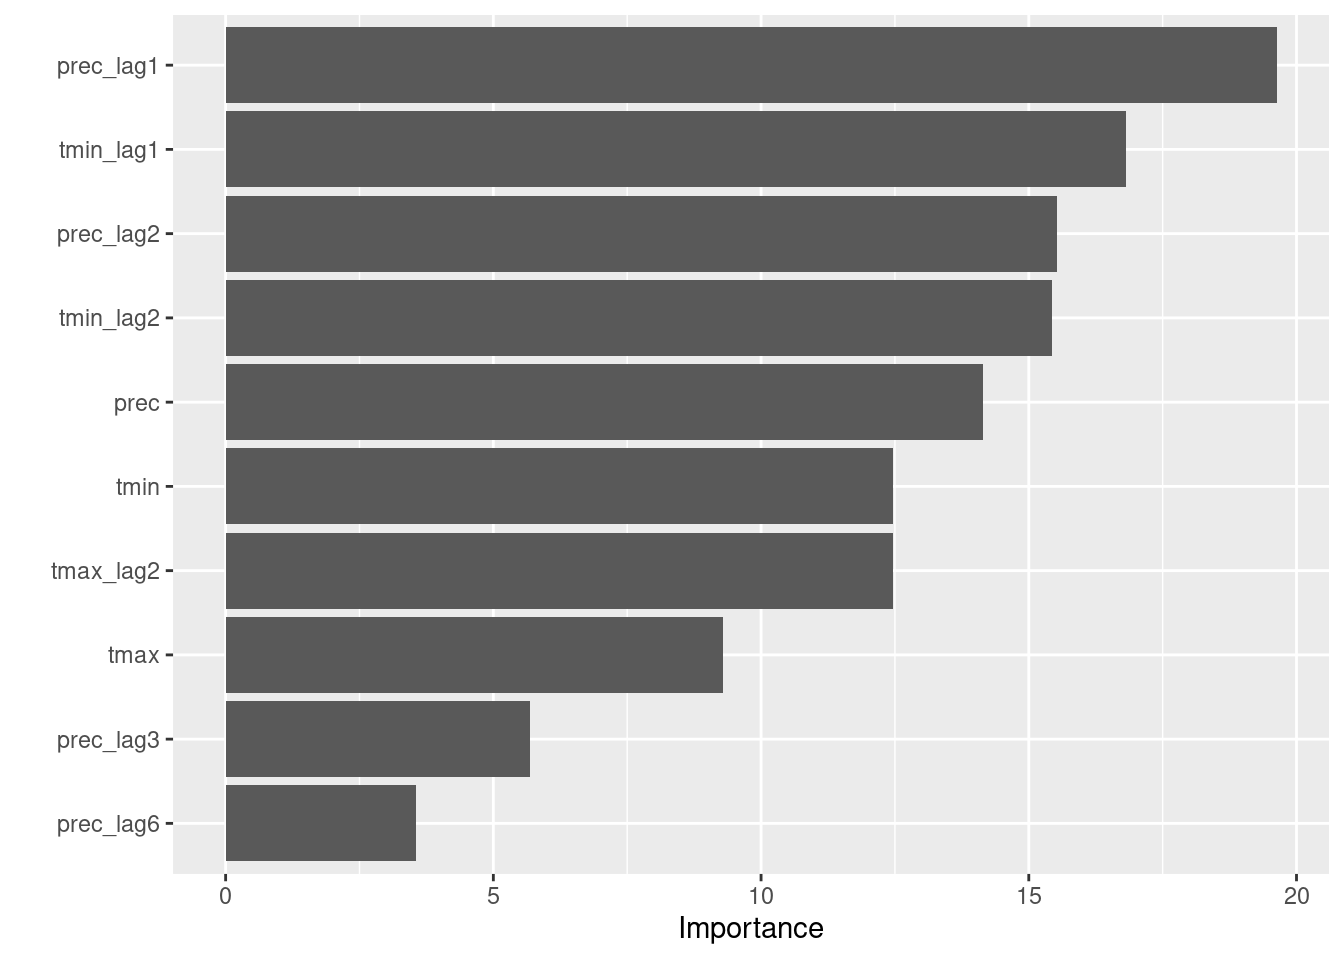 prec_lag1
tmin_lag1
prec_lag2
tmin_lag2
prec
tmin
tmax_lag2
tmax
prec_lag3
prec_lag6
0 5 10 15 20
Importance